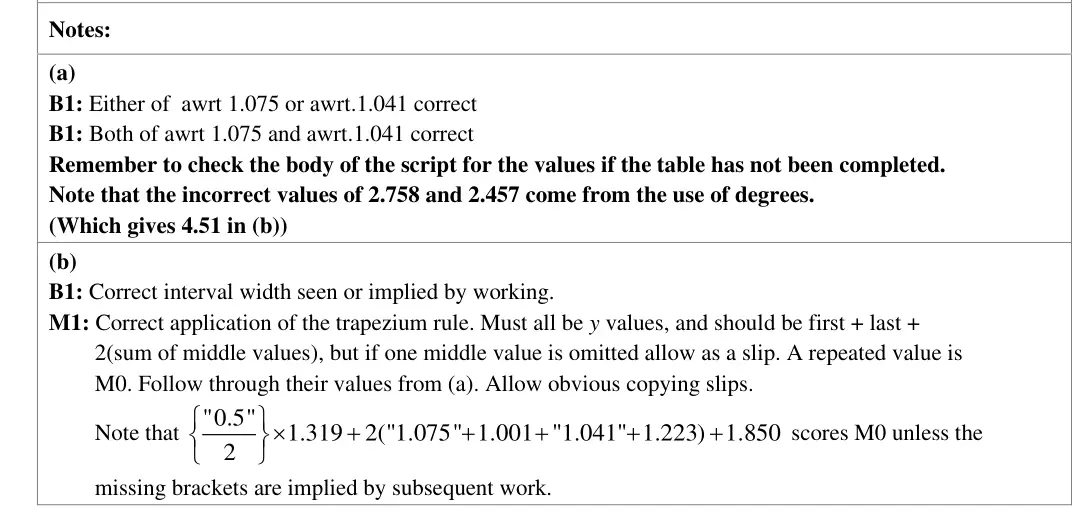 Notes:
(a)
B1: Either of  awrt 1.075 or awrt.1.041 correct
B1: Both of awrt 1.075 and awrt.1.041 correct
Remember to check the body of the script for the values if the table has not been completed.
Note that the incorrect values of 2.758 and 2.457 come from the use of degrees.
(Which gives 4.51 in (b))
(b)
B1: Correct interval width seen or implied by working.
M1: Correct application of the trapezium rule. Must all be y values, and should be first + last +
2(sum of middle values), but if one middle value is omitted allow as a slip. A repeated value is
M0. Follow through their values from (a). Allow obvious copying slips.
Note that {"0.5"/2}×1.319+2("1.075"+1.001+"1.041"+1.223)+1.850 scores M0 unless the
missing brackets are implied by subsequent work.